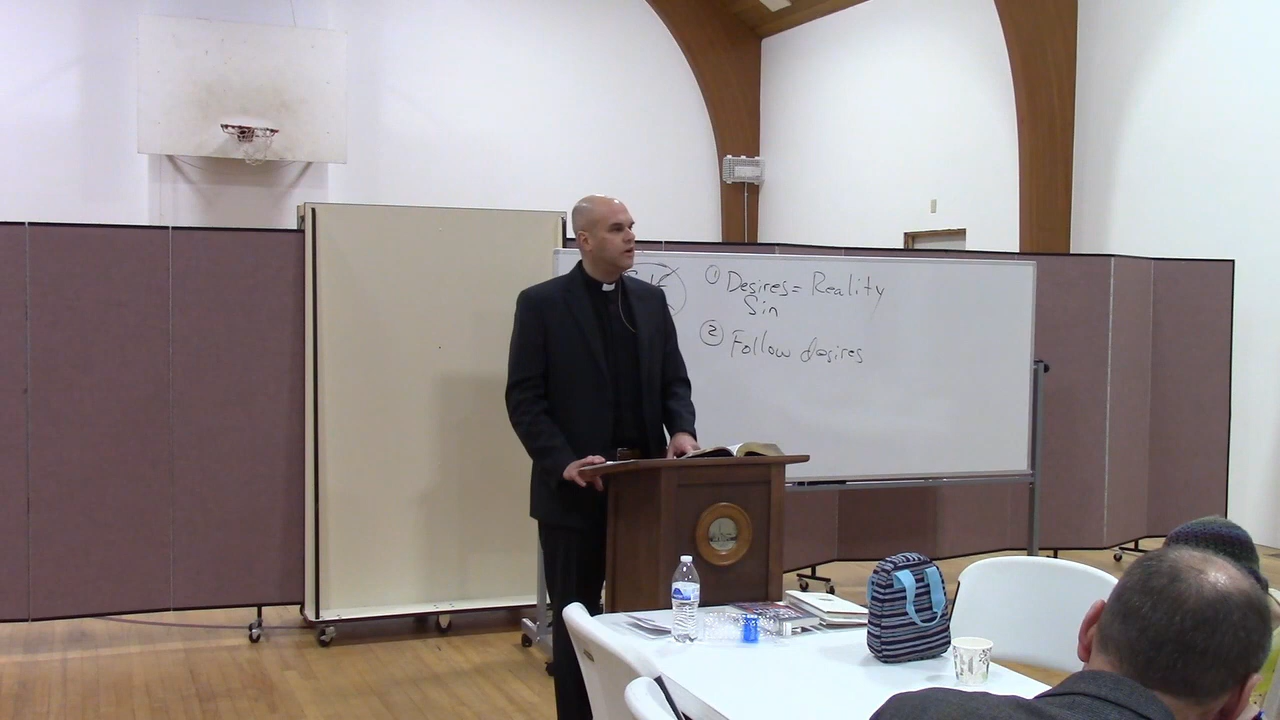 ① Desires = Reality
Sin
② Follow desires